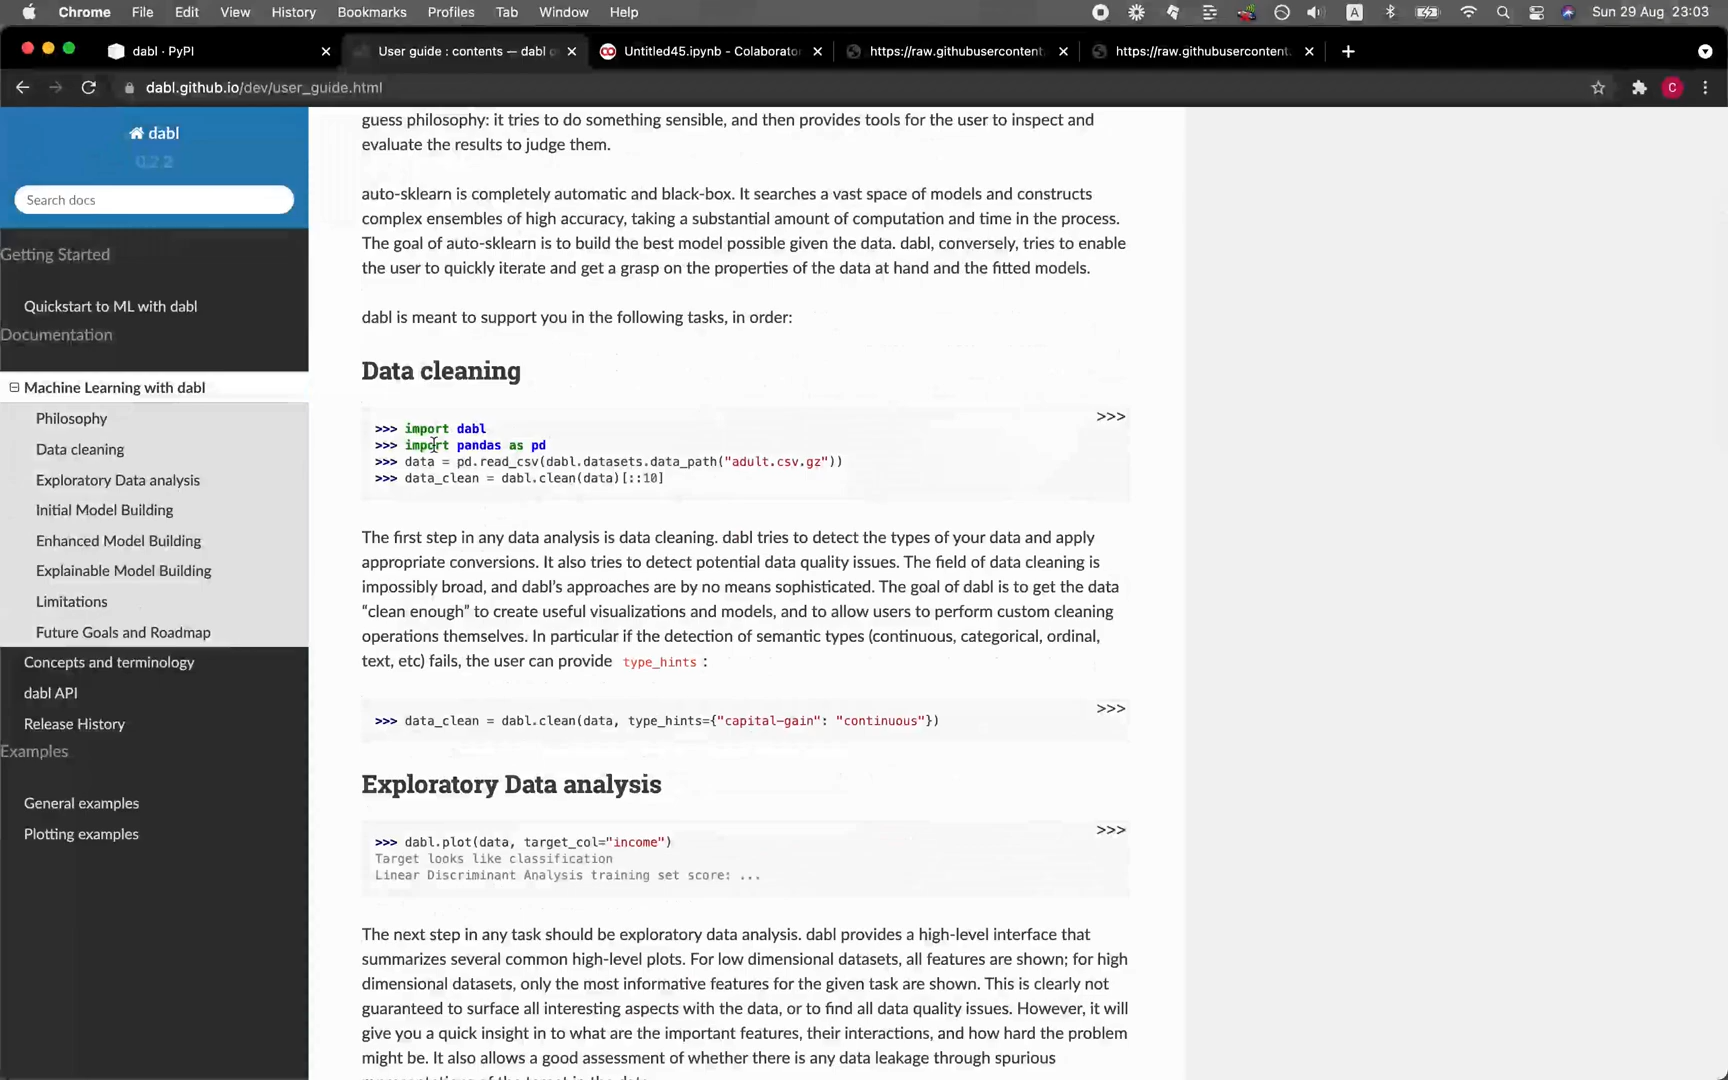 Chrome File Edit View History Bookmarks Profiles Tab Window Help A Sun 29 Aug 23:03
dabl · PyPI User guide : contents — dabl Untitled45.ipynb - Colaborato https://raw.githubusercontent. https://raw.githubusercontent.
dabl.github.io/dev/user_guide.html C
dabl
0.2 2
Search docs
Getting Started
Quickstart to ML with dabl
Documentation
Machine Learning with dabl
Philosophy
Data cleaning
Exploratory Data analysis
Initial Model Building
Enhanced Model Building
Explainable Model Building
Limitations
Future Goals and Roadmap
Concepts and terminology
dabl API
Release History
Examples
General examples
Plotting examples
guess philosophy: it tries to do something sensible, and then provides tools for the user to inspect and
evaluate the results to judge them.
auto-sklearn is completely automatic and black-box. It searches a vast space of models and constructs
complex ensembles of high accuracy, taking a substantial amount of computation and time in the process.
The goal of auto-sklearn is to build the best model possible given the data. dabl, conversely, tries to enable
the user to quickly iterate and get a grasp on the properties of the data at hand and the fitted models.
dabl is meant to support you in the following tasks, in order:
Data cleaning
>>>
>>> import dabl
>>> import pandas as pd
>>> data = pd.read_csv(dabl.datasets.data_path("adult.csv.gz"))
>>> data_clean = dabl.clean(data)[::10]
The first step in any data analysis is data cleaning. dabl tries to detect the types of your data and apply
appropriate conversions. It also tries to detect potential data quality issues. The field of data cleaning is
impossibly broad, and dabl's approaches are by no means sophisticated. The goal of dabl is to get the data
“clean enough” to create useful visualizations and models, and to allow users to perform custom cleaning
operations themselves. In particular if the detection of semantic types (continuous, categorical, ordinal,
text, etc) fails, the user can provide type_hints :
>>>
>>> data_clean = dabl.clean(data, type_hints={"capital-gain": "continuous"})
Exploratory Data analysis
>>>
>>> dabl.plot(data, target_col="income")
Target looks like classification
Linear Discriminant Analysis training set score: ...
The next step in any task should be exploratory data analysis. dabl provides a high-level interface that
summarizes several common high-level plots. For low dimensional datasets, all features are shown; for high
dimensional datasets, only the most informative features for the given task are shown. This is clearly not
guaranteed to surface all interesting aspects with the data, or to find all data quality issues. However, it will
give you a quick insight in to what are the important features, their interactions, and how hard the problem
might be. It also allows a good assessment of whether there is any data leakage through spurious